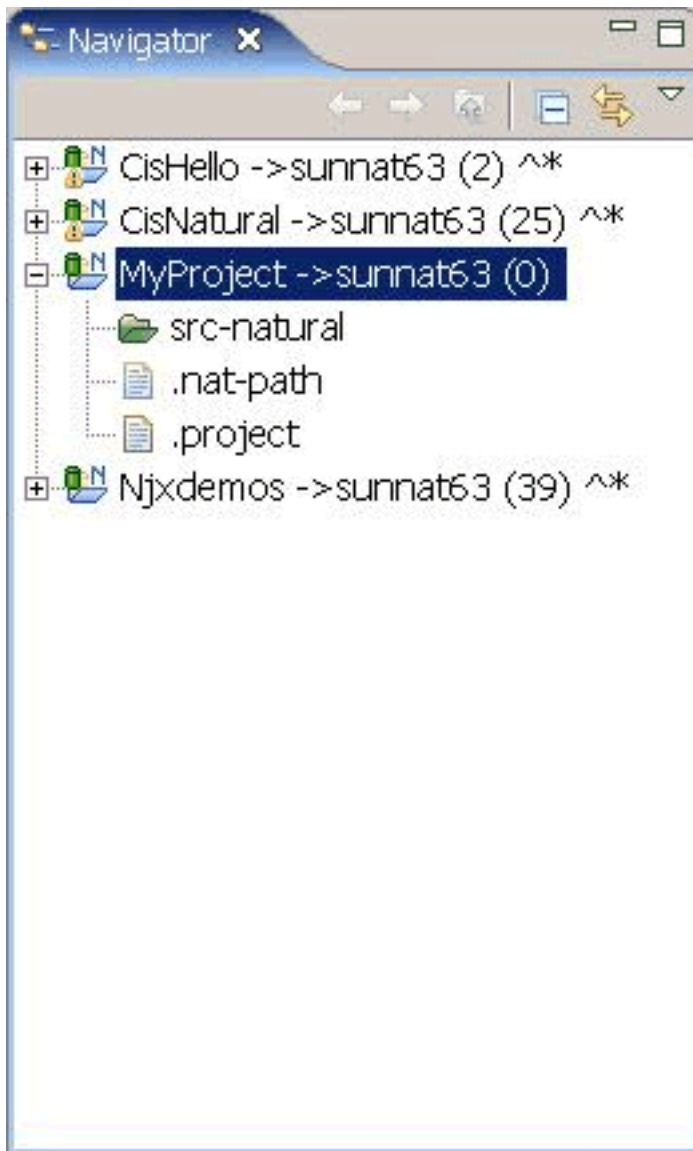 Navigator
CisHello ->sunnat63 (2) ^*
CisNatural ->sunnat63 (25) ^*
MyProject ->sunnat63 (0)
src-natural
.nat-path
.project
Njxdemos ->sunnat63 (39) ^*